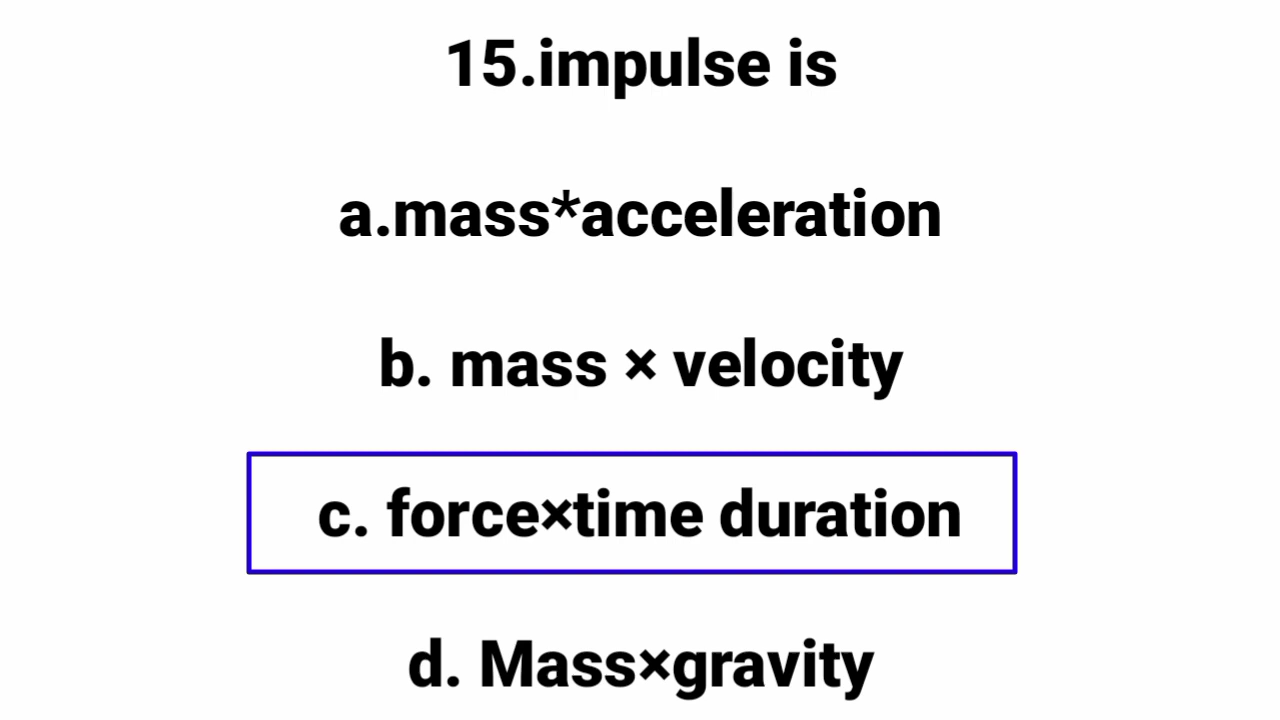 15.impulse is
a.mass*acceleration
b. mass × velocity
c. force×time duration
d. Mass×gravity